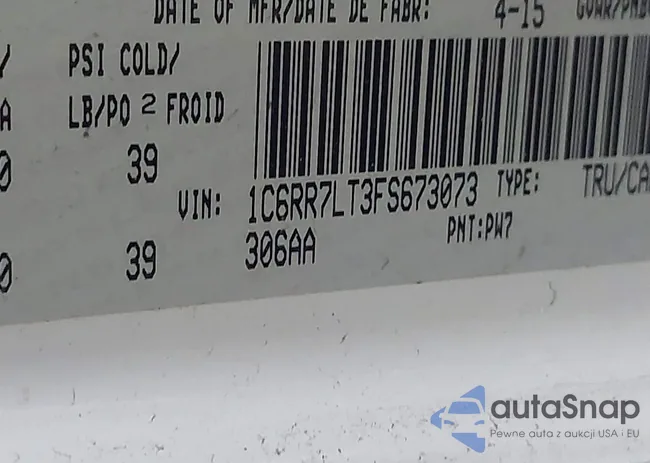 DATE OF MFR/DATE DE FABR: 4-15
PSI COLD/
LB/PO 2 FROID
39
VIN: 1C6RR7LT3FS673073 TYPE: TRU/CA
39 306AA PNT:PW7
autaSnap
Pewne auta z aukcji USA i EU